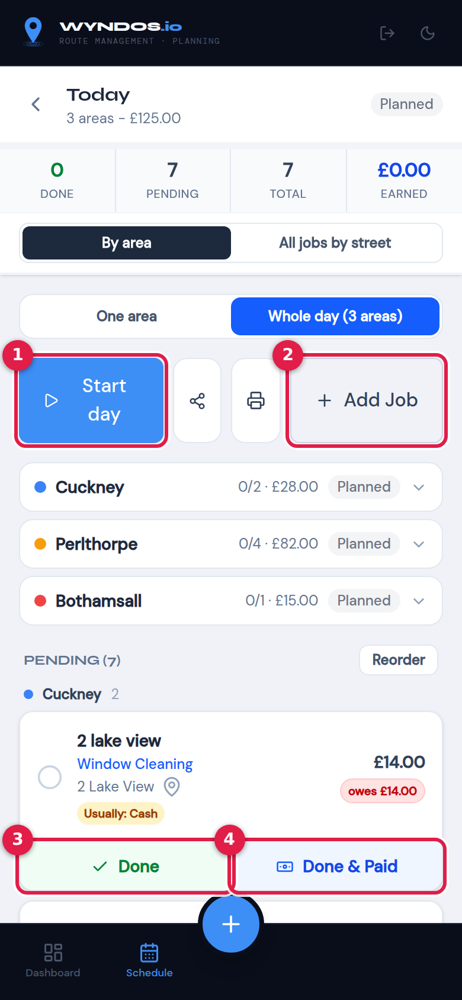 WYNDOS.io
ROUTE MANAGEMENT · PLANNING
Today
3 areas - £125.00
Planned
0
DONE
7
PENDING
7
TOTAL
£0.00
EARNED
By area
All jobs by street
One area
Whole day (3 areas)
1
Start
day
2
Add Job
Cuckney
0/2 · £28.00
Planned
Perlthorpe
0/4 · £82.00
Planned
Bothamsall
0/1 · £15.00
Planned
PENDING (7)
Reorder
Cuckney 2
2 lake view
Window Cleaning
2 Lake View
Usually: Cash
£14.00
owes £14.00
3
Done
4
Done & Paid
Dashboard
Schedule